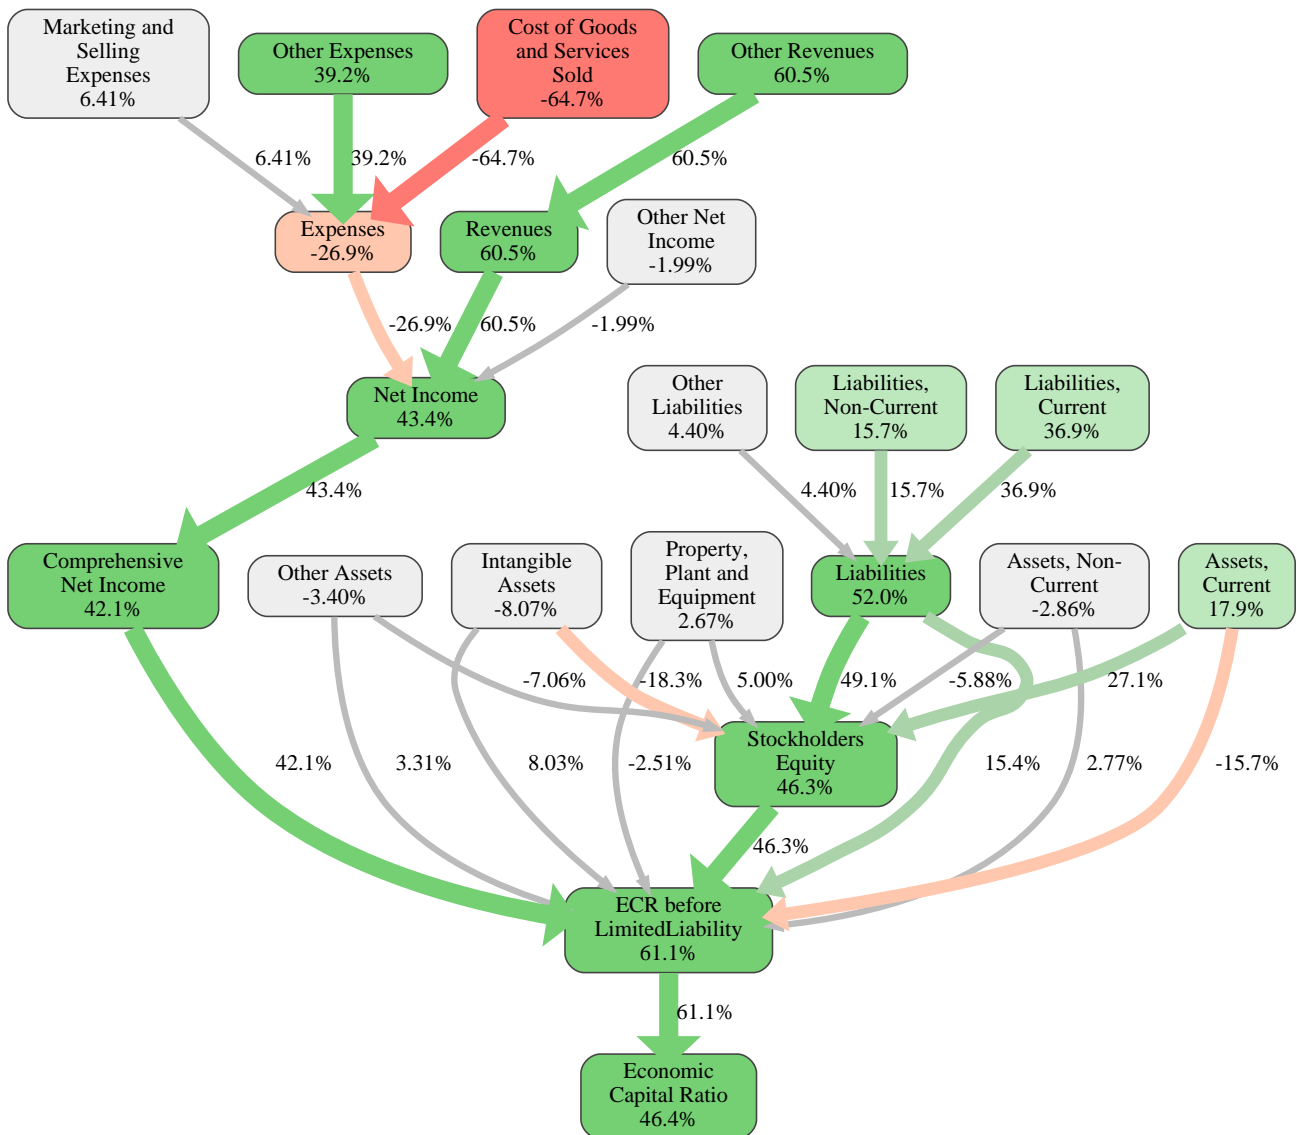 Marketing and
Selling
Expenses
6.41%
Other Expenses
39.2%
Cost of Goods
and Services
Sold
-64.7%
Other Revenues
60.5%
6.41%
39.2%
-64.7%
60.5%
Expenses
-26.9%
Revenues
60.5%
Other Net
Income
-1.99%
-26.9%
60.5%
-1.99%
Net Income
43.4%
Other
Liabilities
4.40%
Liabilities,
Non-Current
15.7%
Liabilities,
Current
36.9%
43.4%
4.40%
15.7%
36.9%
Comprehensive
Net Income
42.1%
Other Assets
-3.40%
Intangible
Assets
-8.07%
Property,
Plant and
Equipment
2.67%
Liabilities
52.0%
Assets, Non-
Current
-2.86%
Assets,
Current
17.9%
-7.06%
-18.3%
5.00%
49.1%
-5.88%
27.1%
Stockholders
Equity
46.3%
42.1%
3.31%
8.03%
-2.51%
15.4%
2.77%
-15.7%
46.3%
ECR before
LimitedLiability
61.1%
61.1%
Economic
Capital Ratio
46.4%